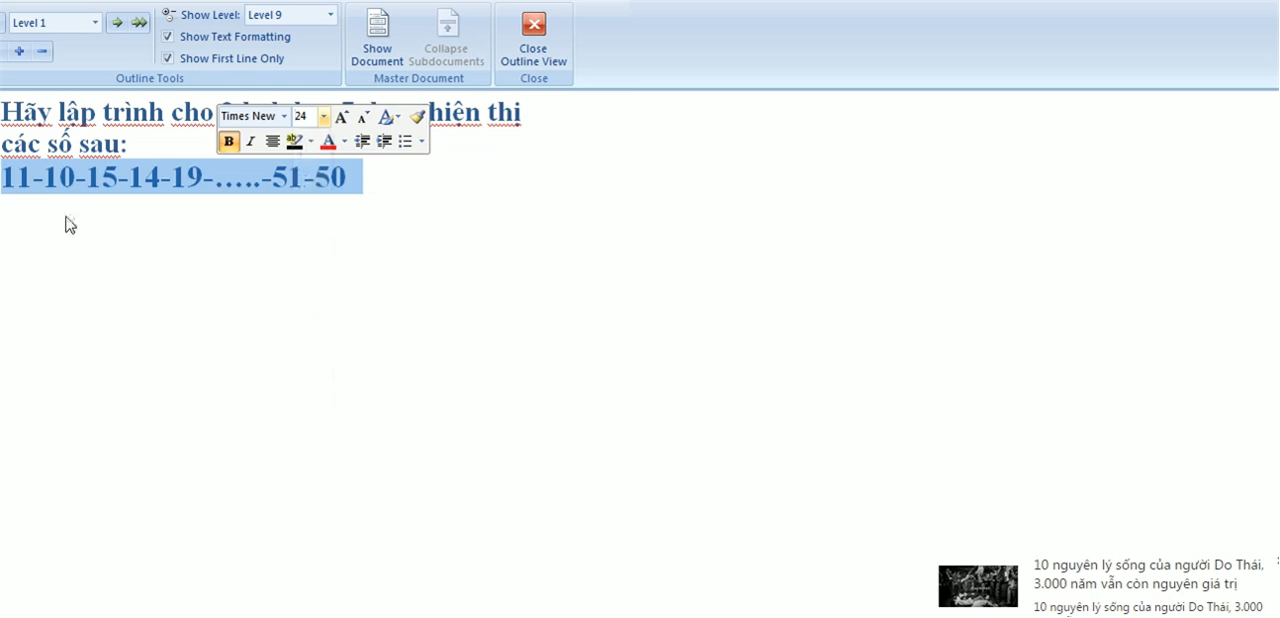 Level 1
Show Level: Level 9
Show Text Formatting
Show First Line Only
Outline Tools
Show
Document
Collapse
Subdocuments
Master Document
Close
Outline View
Close
Hãy lập trình cho hiện thị
Times New 24
B I A
các số sau:
11-10-15-14-19-…..-51-50
10 nguyên lý sống của người Do Thái,
3.000 năm vẫn còn nguyên giá trị
10 nguyên lý sống của người Do Thái, 3.000